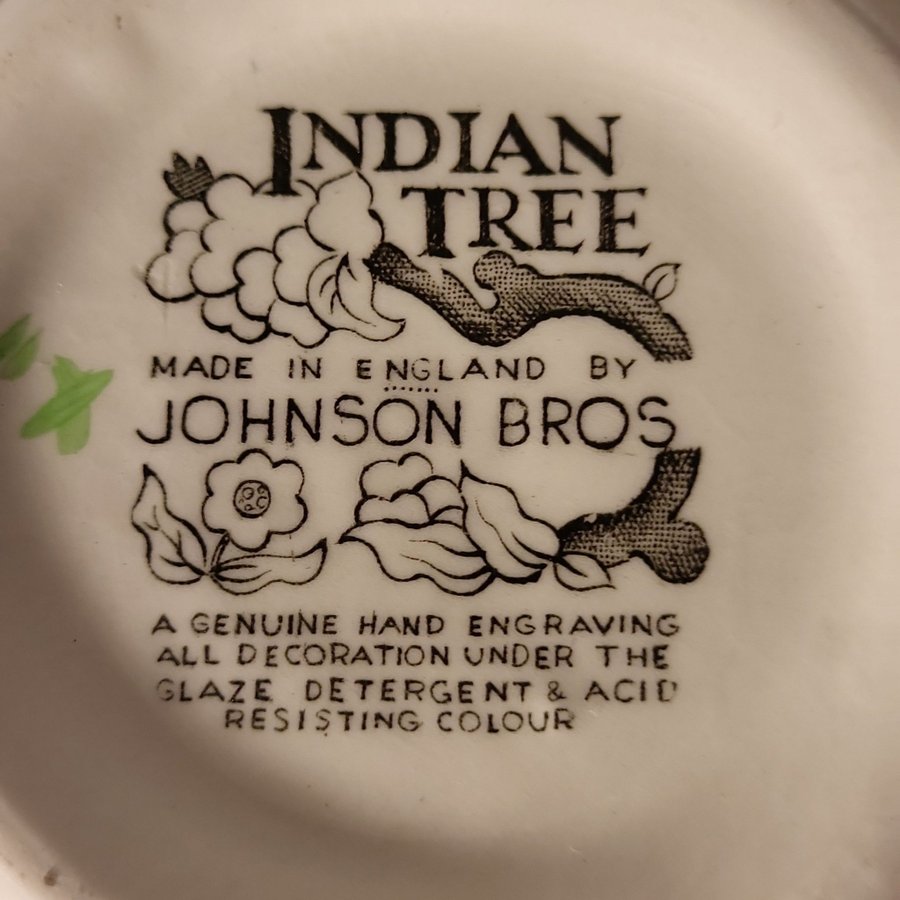 INDIAN
TREE
MADE IN ENGLAND BY
JOHNSON BROS
A GENUINE HAND ENGRAVING
ALL DECORATION UNDER THE
GLAZE DETERGENT & ACID
RESISTING COLOUR